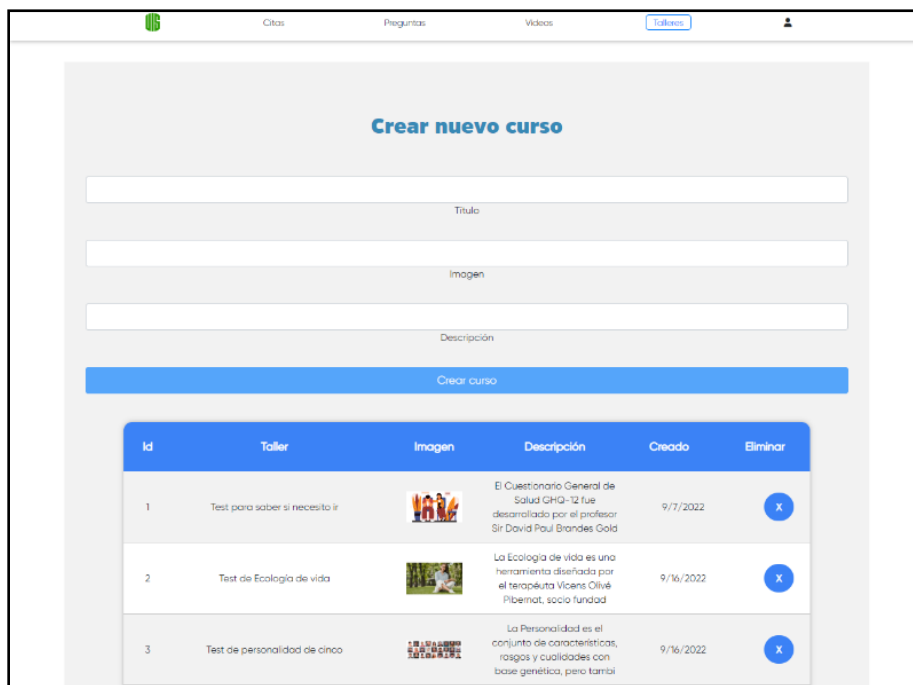 Citas Preguntas Videos Talleres
Crear nuevo curso
Título
Imagen
Descripción
Crear curso
Id Taller Imagen Descripción Creado Eliminar
1 Test para saber si necesito ir El Cuestionario General de
Salud GHQ-12 fue
desarrollado por el profesor
Sir David Paul Brandes Gold 9/7/2022 X
2 Test de Ecología de vida La Ecología de vida es una
herramienta diseñada por
el terapéuta Vicens Olivé
Pibernat, socio fundad 9/16/2022 X
3 Test de personalidad de cinco La Personalidad es el
conjunto de características,
rasgos y cualidades con
base genética, pero tambi 9/16/2022 X